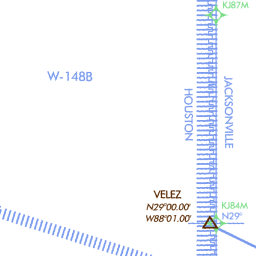 KJ87M
W-148B
HOUSTON
JACKSONVILLE
VELEZ
N29°00.00'
W88°01.00'
KJ84M
N29°